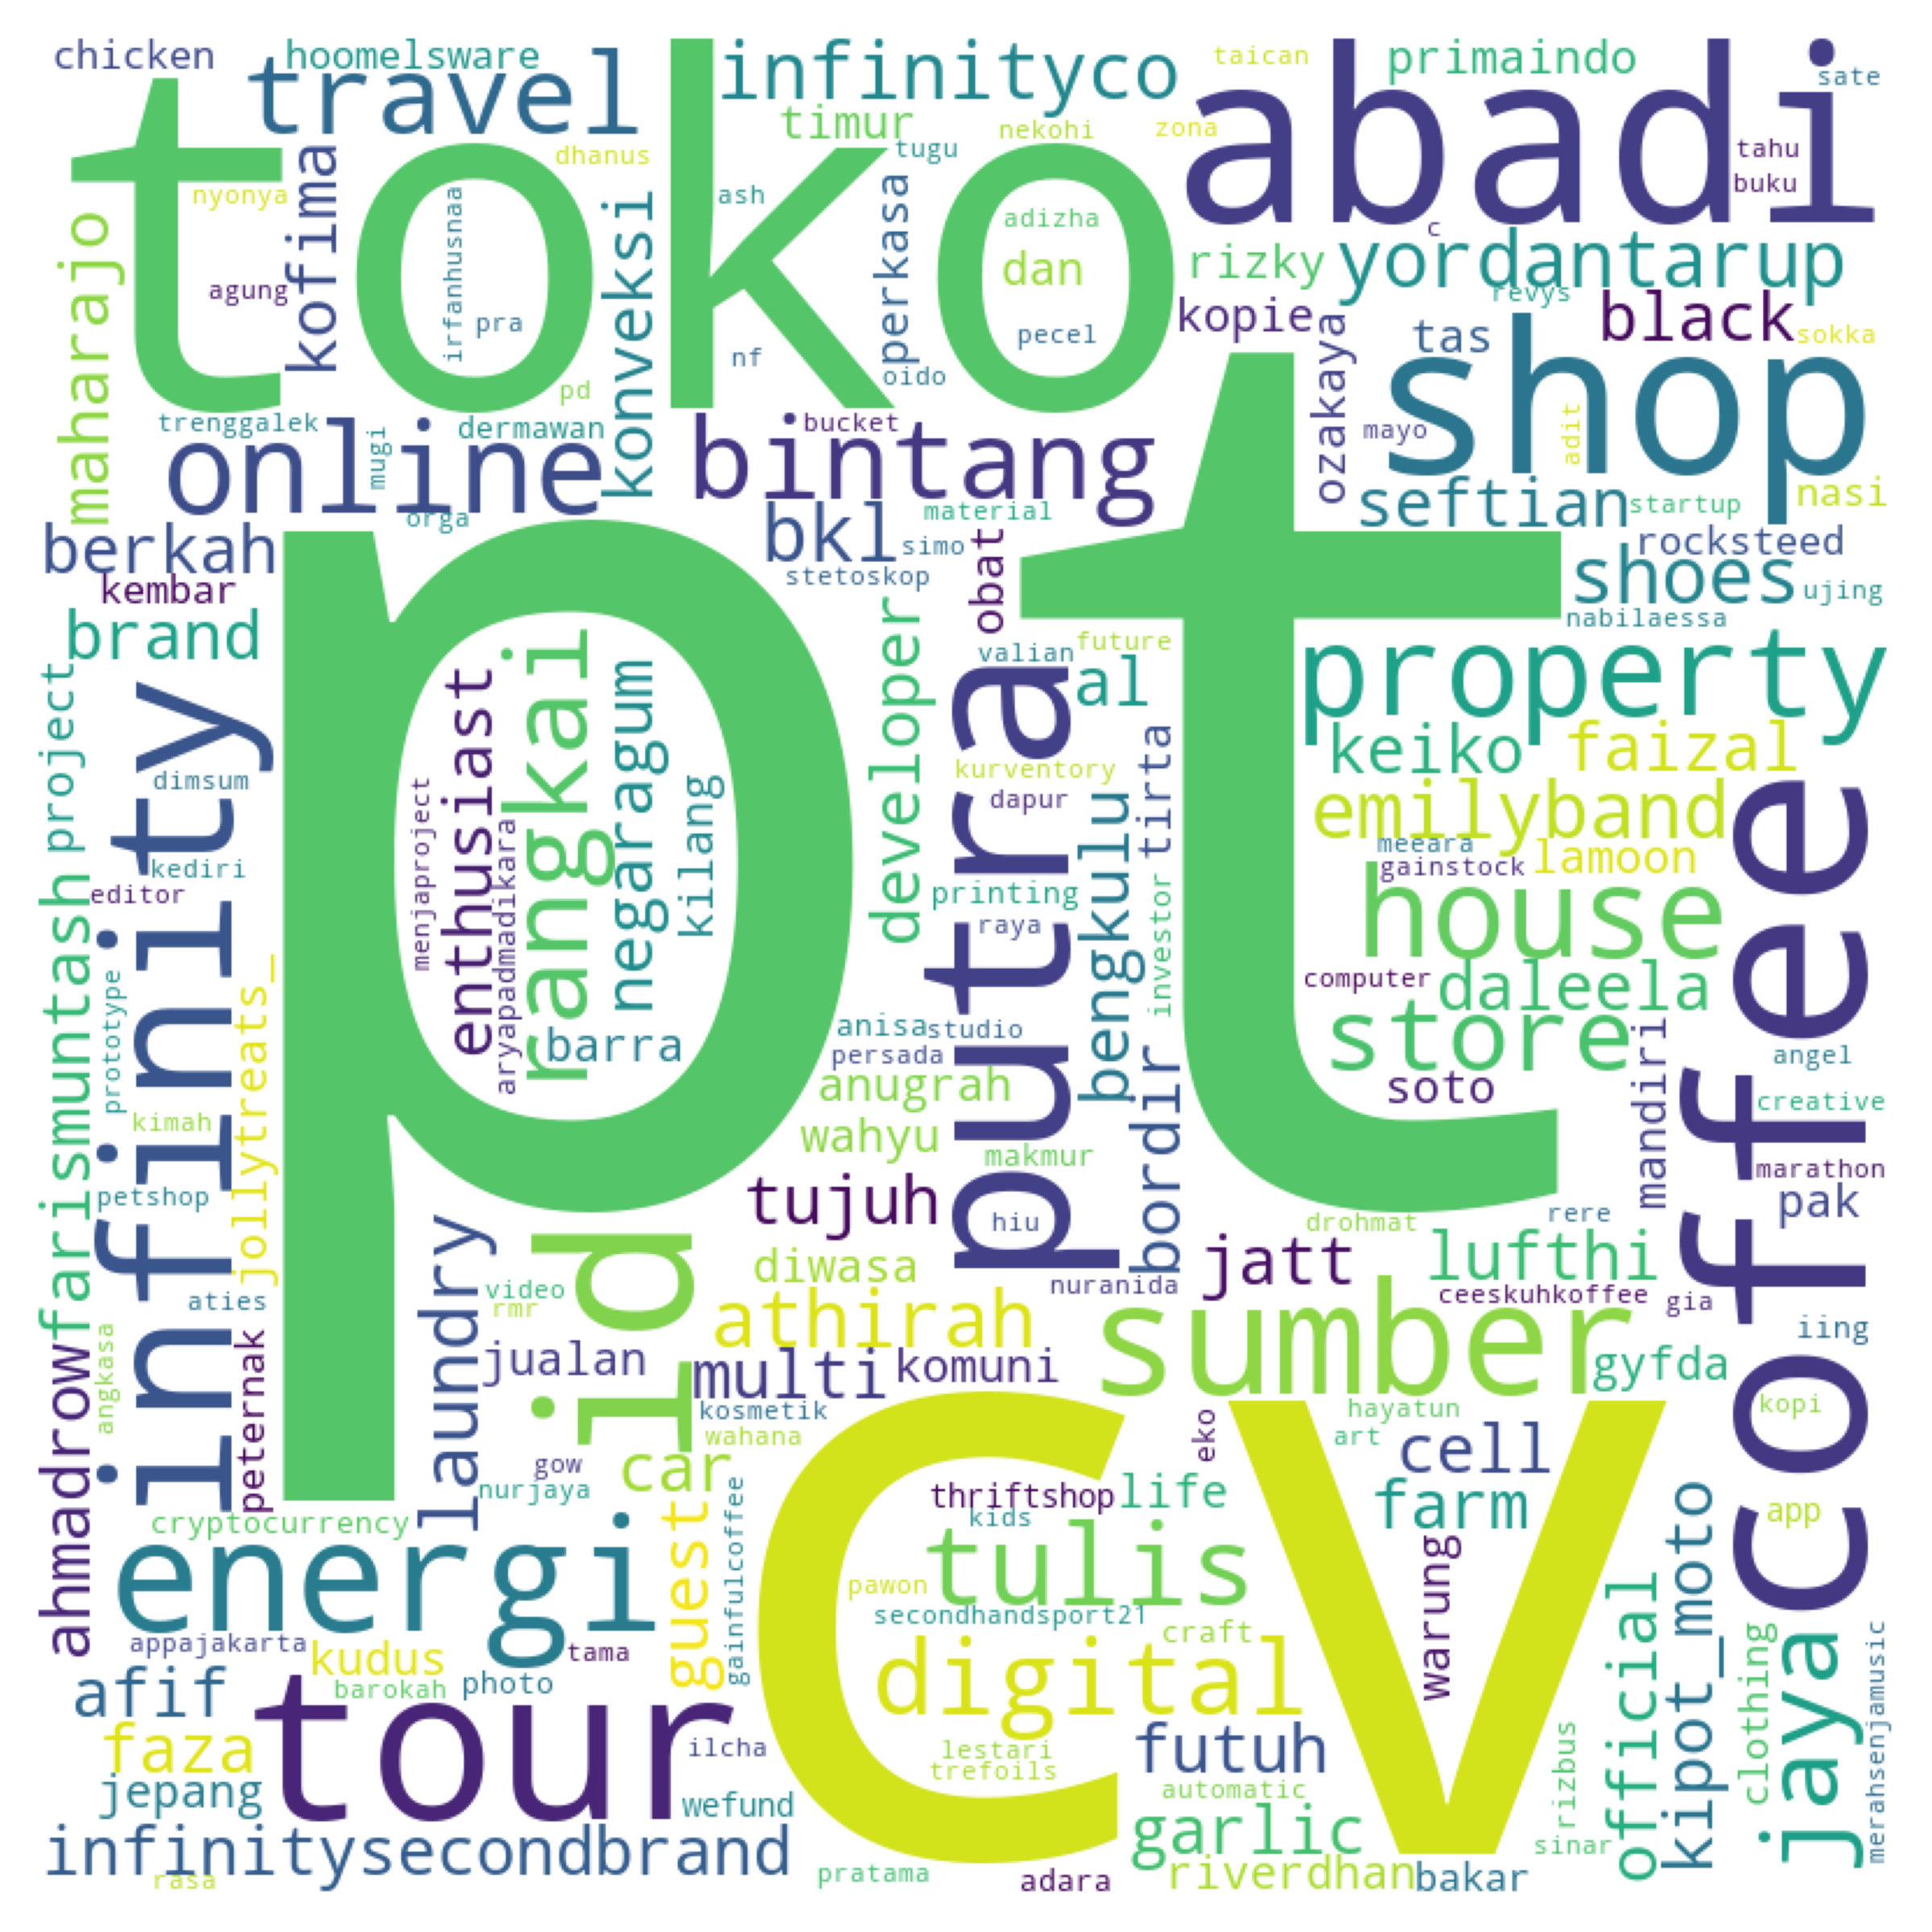 chicken
hoomelsware
travel
infinityco
taican
primaindo
sate
abadi
toko
timur
nekohi
zona
tahu
buku
dhanus
tugu
nyonya
kofima
ash
perkasa
adizha
c
maharajo
irfanhusnaa
konveksi
dan
rizky
yordantarup
agung
pra
nf
oido
pecel
kopie
revys
black
ozakaya
tas
sokka
shop
pd
trenggalek
mugi
dermawan
bucket
mayo
adit
online
bintang
seftian
startup
nasi
orga
bkl
material
simo
berkah
kembar
stetoskop
obat
rocksteed
shoes
ujing
nabilaessa
brand
pt
developer
valian
future
al
property
project
infinity
enthusiast
rangkai
negaragum
kilang
putra
kurventory
keiko
faizal
dimsum
menjaproject
dapur
bengkulu
tirta
emilyband
kediri
editor
aryapadmadikara
printing
raya
investor
meeara
gainstock
lamoon
house
coffee
farismuntash
prototype
jollytreats_
barra
anisa
studio
persada
computer
daleela
store
soto
mandiri
angel
creative
kimah
anugrah
wahyu
makmur
bordir
marathon
petshop
pak
tujuh
hiu
drohmat
rere
laundry
id
diwasa
nuranida
jatt
lufthi
ceeskuhkoffee
gia
aties
video
rmr
athirah
sumber
iing
angkasa
peternak
jualan
multi
komuni
gyfda
ahmadrow
kosmetik
wahana
eko
hayatun
art
kopi
cell
gow
car
nurjaya
cv
thriftshop
life
farm
app
cryptocurrency
guest
gainfulcoffee
kids
energi
tulis
warung
kipot_moto
pawon
secondhandsport21
official
jaya
appajakarta
kudus
tama
craft
clothing
merahsenjamusic
afif
barokah
photo
digital
faza
tour
ilcha
lestari
trefoils
futuh
rizbus
jepang
wefund
automatic
garlic
sinar
infinitysecondbrand
rasa
pratama
adara
riverdhan
bakar